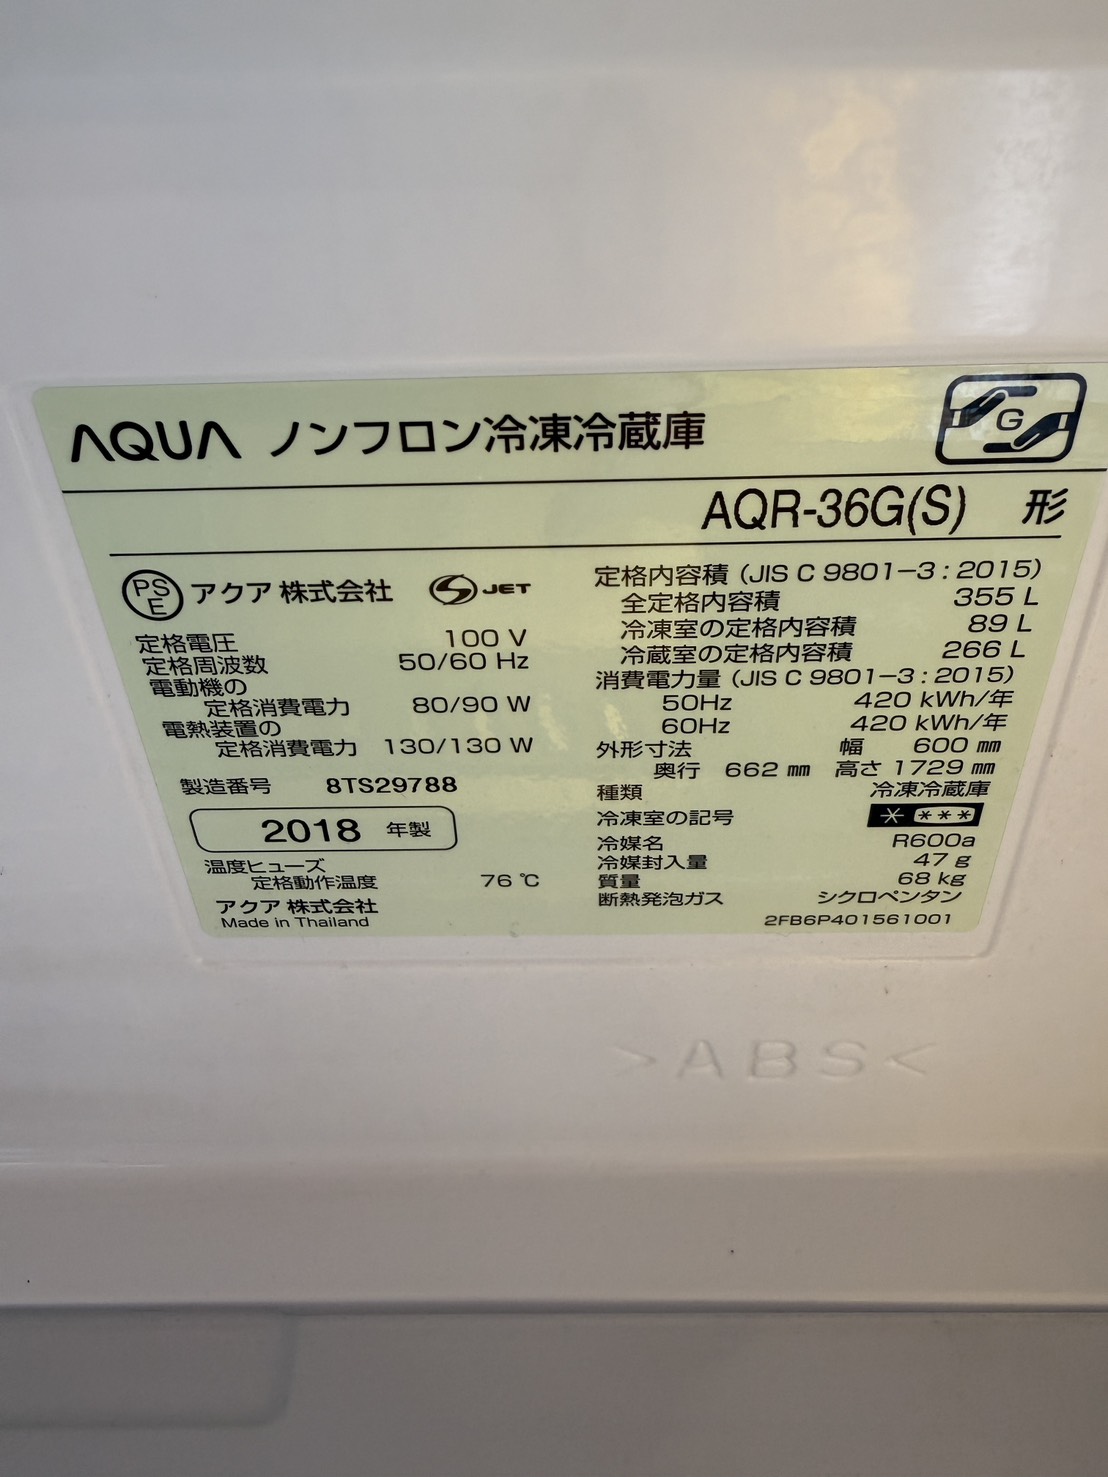 AQUA ノンフロン冷凍冷蔵庫
G
AQR-36G(S) 形
PSE アクア 株式会社 JET
定格電圧 100 V
定格周波数 50/60 Hz
電動機の
定格消費電力 80/90 W
電熱装置の
定格消費電力 130/130 W
製造番号 8TS29788
2018 年製
温度ヒューズ
定格動作温度 76 ℃
アクア 株式会社
Made in Thailand
定格内容積 (JIS C 9801-3 : 2015)
全定格内容積 355 L
冷凍室の定格内容積 89 L
冷蔵室の定格内容積 266 L
消費電力量 (JIS C 9801-3 : 2015)
50Hz 420 kWh/年
60Hz 420 kWh/年
外形寸法 幅 600 ㎜
奥行 662 ㎜ 高さ 1729 ㎜
種類 冷凍冷蔵庫
冷凍室の記号 * ***
冷媒名 R600a
冷媒封入量 47 g
質量 68 kg
断熱発泡ガス シクロペンタン
2FB6P401561001
>ABS<